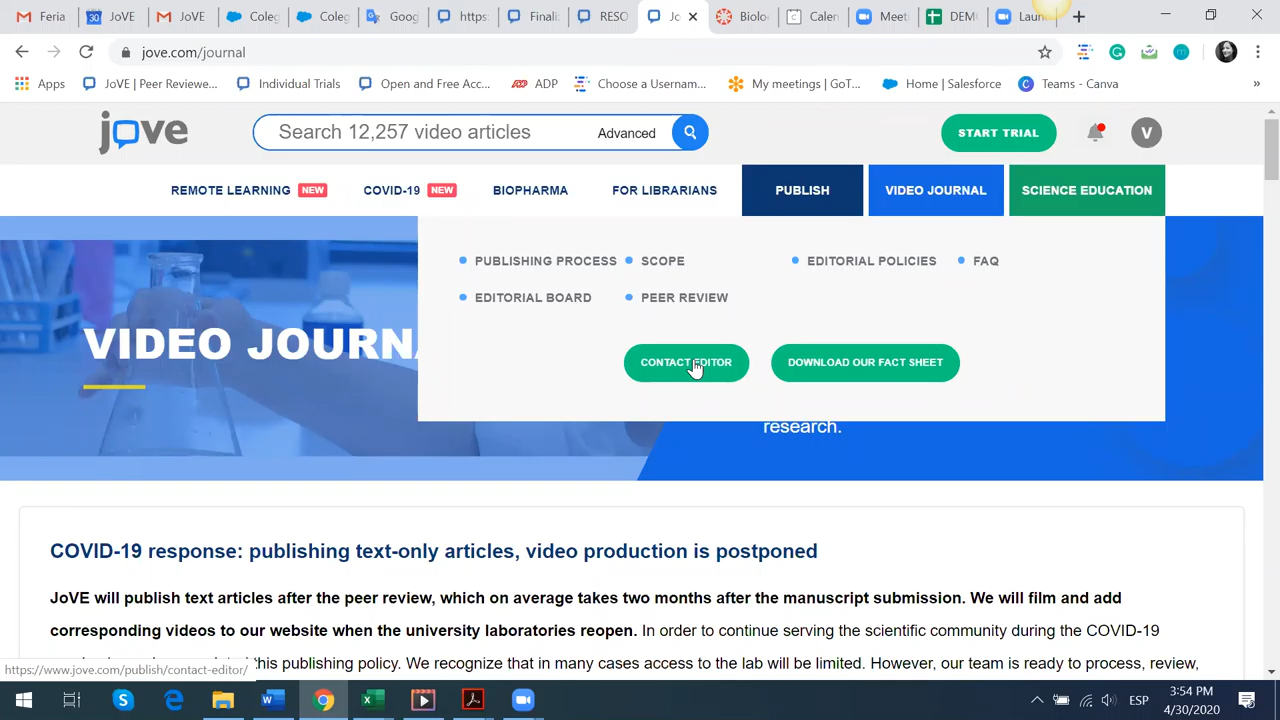 Feria
JoVE
JoVE
Coleg
Coleg
Goog
https:
Finali
RESO
Jo
Biolo
Calen
Meet
DEM
Laun
jove.com/journal
Apps
JoVE | Peer Reviewe...
Individual Trials
Open and Free Acc...
ADP
Choose a Usernam...
My meetings | GoT...
Home | Salesforce
Teams - Canva
»
jove
Search 12,257 video articles
Advanced
START TRIAL
V
REMOTE LEARNING NEW
COVID-19 NEW
BIOPHARMA
FOR LIBRARIANS
PUBLISH
VIDEO JOURNAL
SCIENCE EDUCATION
PUBLISHING PROCESS
SCOPE
EDITORIAL POLICIES
FAQ
EDITORIAL BOARD
PEER REVIEW
VIDEO JOURN
CONTACT EDITOR
DOWNLOAD OUR FACT SHEET
research.
COVID-19 response: publishing text-only articles, video production is postponed
JoVE will publish text articles after the peer review, which on average takes two months after the manuscript submission. We will film and add
corresponding videos to our website when the university laboratories reopen. In order to continue serving the scientific community during the COVID-19
this publishing policy. We recognize that in many cases access to the lab will be limited. However, our team is ready to process, review,
https://www.jove.com/publish/contact-editor/
ESP
3:54 PM
4/30/2020